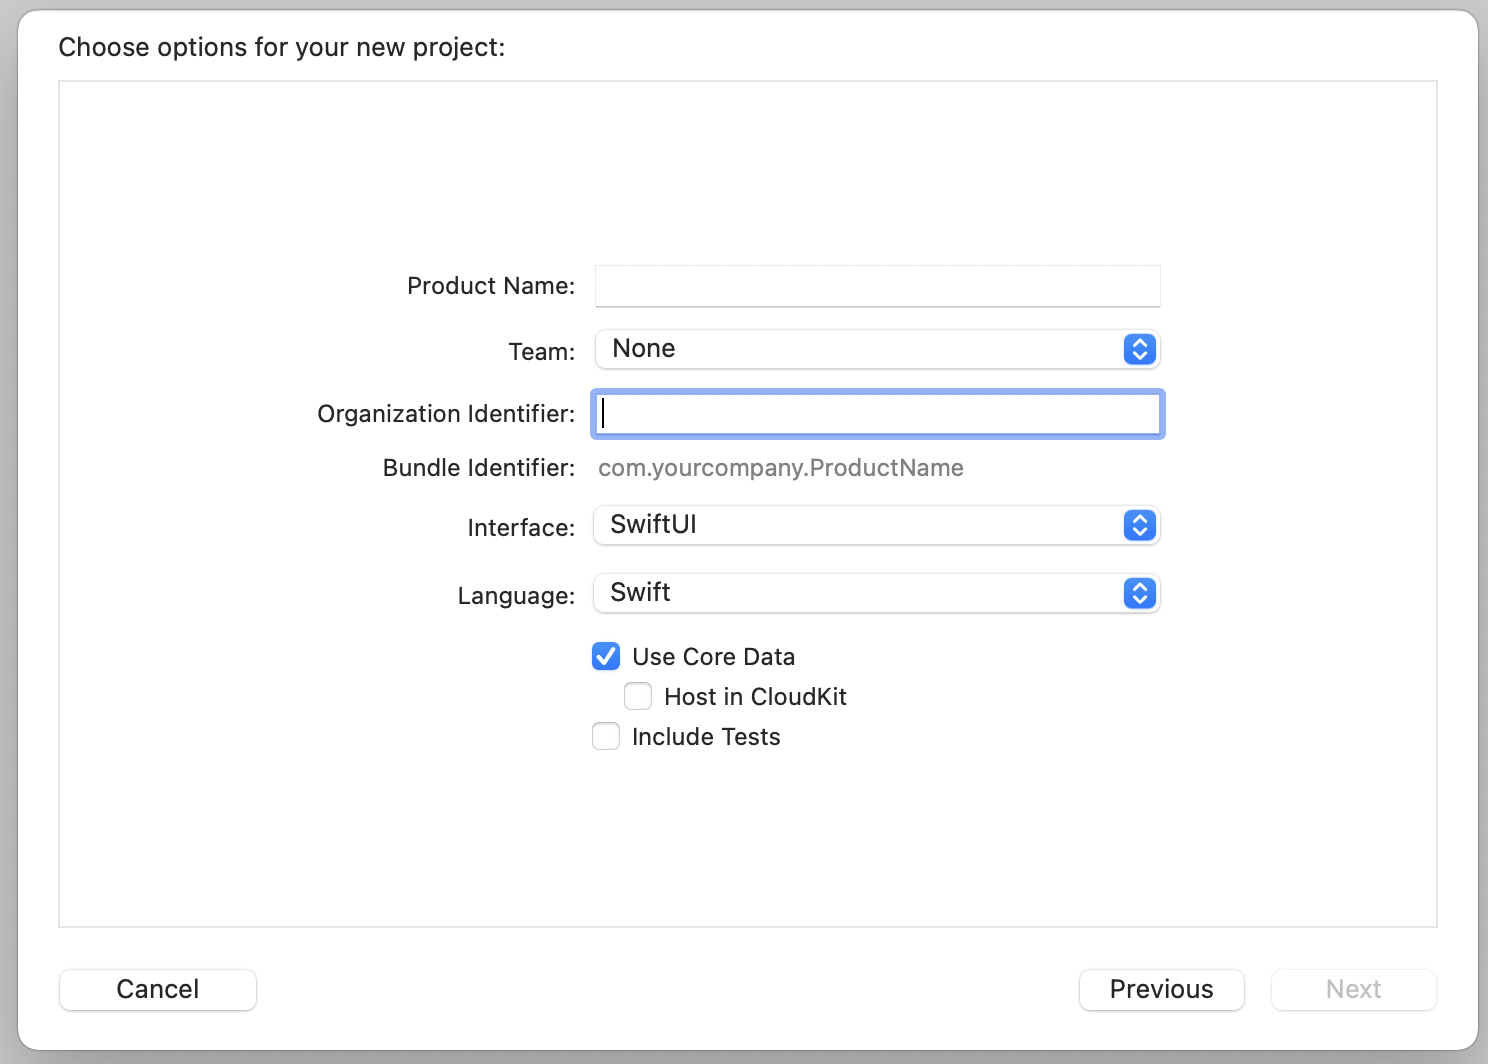 Choose options for your new project:
Product Name:
Team: None
Organization Identifier:
Bundle Identifier: com.yourcompany.ProductName
Interface: SwiftUI
Language: Swift
Use Core Data
Host in CloudKit
Include Tests
Cancel Previous Next